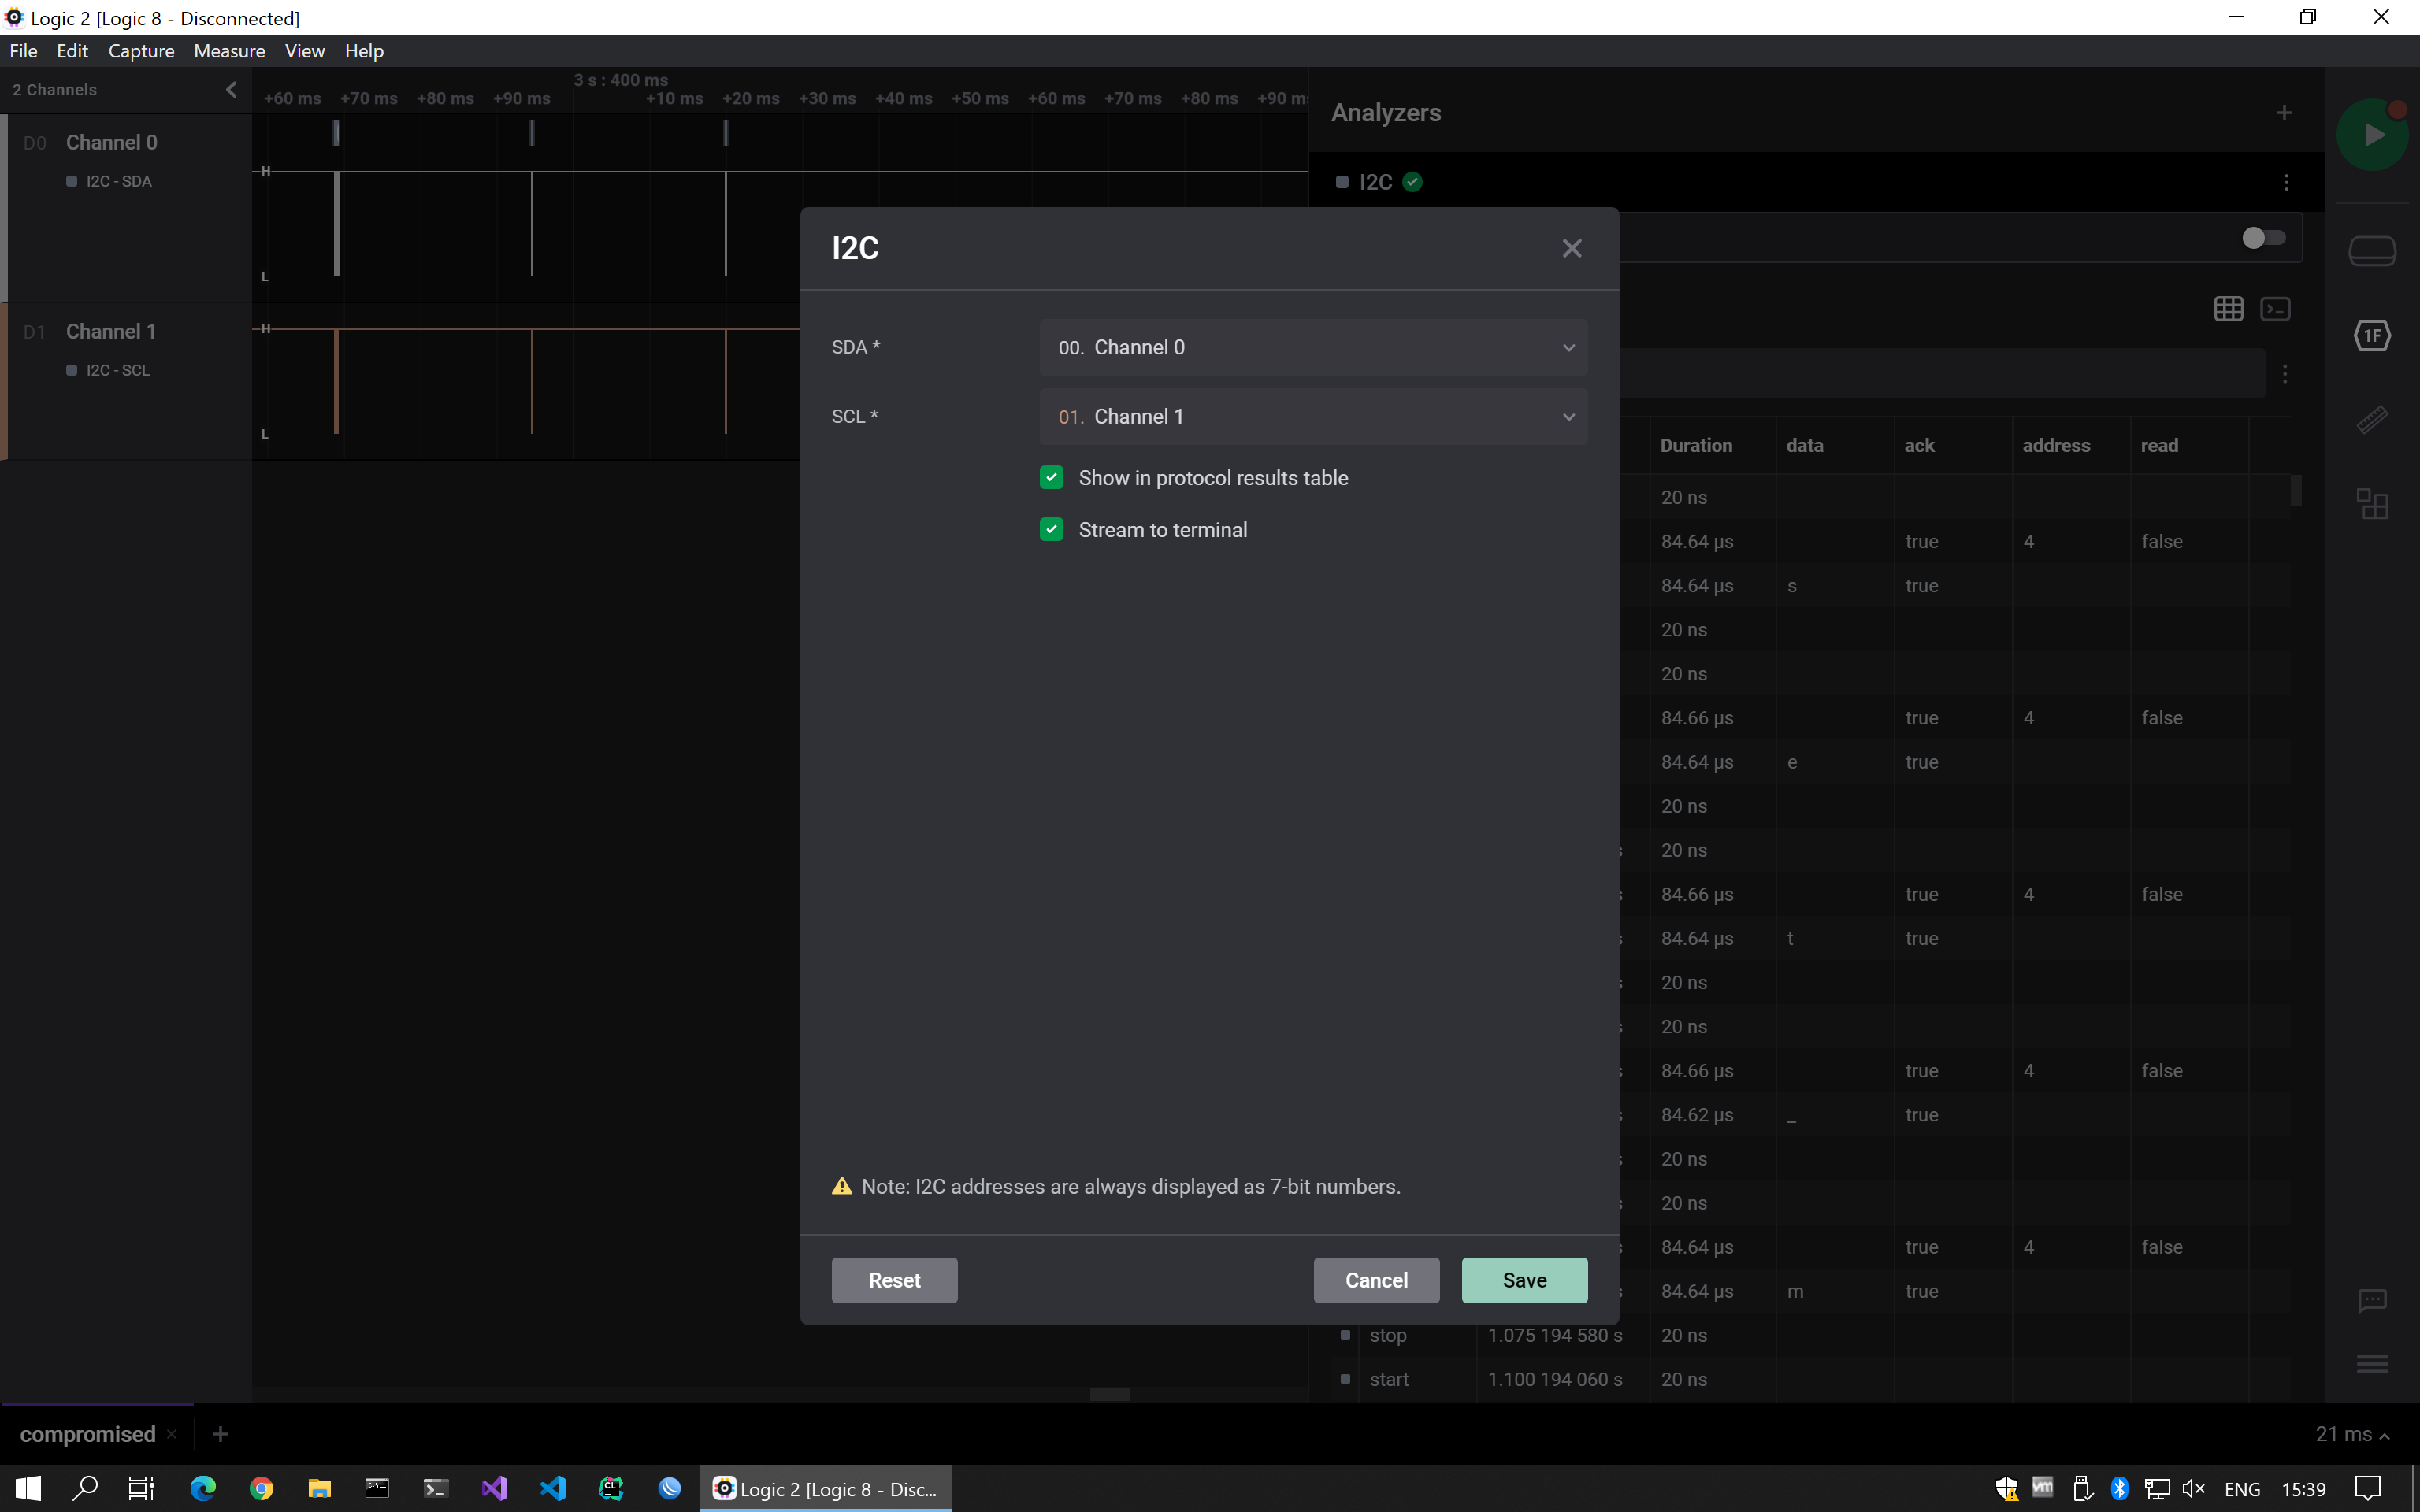 Logic 2 [Logic 8 - Disconnected]
File Edit Capture Measure View Help
2 Channels
3 s : 400 ms
+60 ms +70 ms +80 ms +90 ms +10 ms +20 ms +30 ms +40 ms +50 ms +60 ms +70 ms +80 ms +90 m
D0 Channel 0
I2C - SDA
H
L
D1 Channel 1
I2C - SCL
H
L
Analyzers
I2C
1F
I2C
SDA *
00. Channel 0
SCL *
01. Channel 1
Show in protocol results table
Stream to terminal
Note: I2C addresses are always displayed as 7-bit numbers.
Reset Cancel Save
Duration data ack address read
20 ns
84.64 µs true 4 false
84.64 µs s true
20 ns
20 ns
84.66 µs true 4 false
84.64 µs e true
20 ns
s 20 ns
s 84.66 µs true 4 false
s 84.64 µs t true
s 20 ns
s 20 ns
s 84.66 µs true 4 false
s 84.62 µs _ true
s 20 ns
s 20 ns
s 84.64 µs true 4 false
s 84.64 µs m true
stop 1.075 194 580 s 20 ns
start 1.100 194 060 s 20 ns
compromised
21 ms
Logic 2 [Logic 8 - Disc...
ENG 15:39